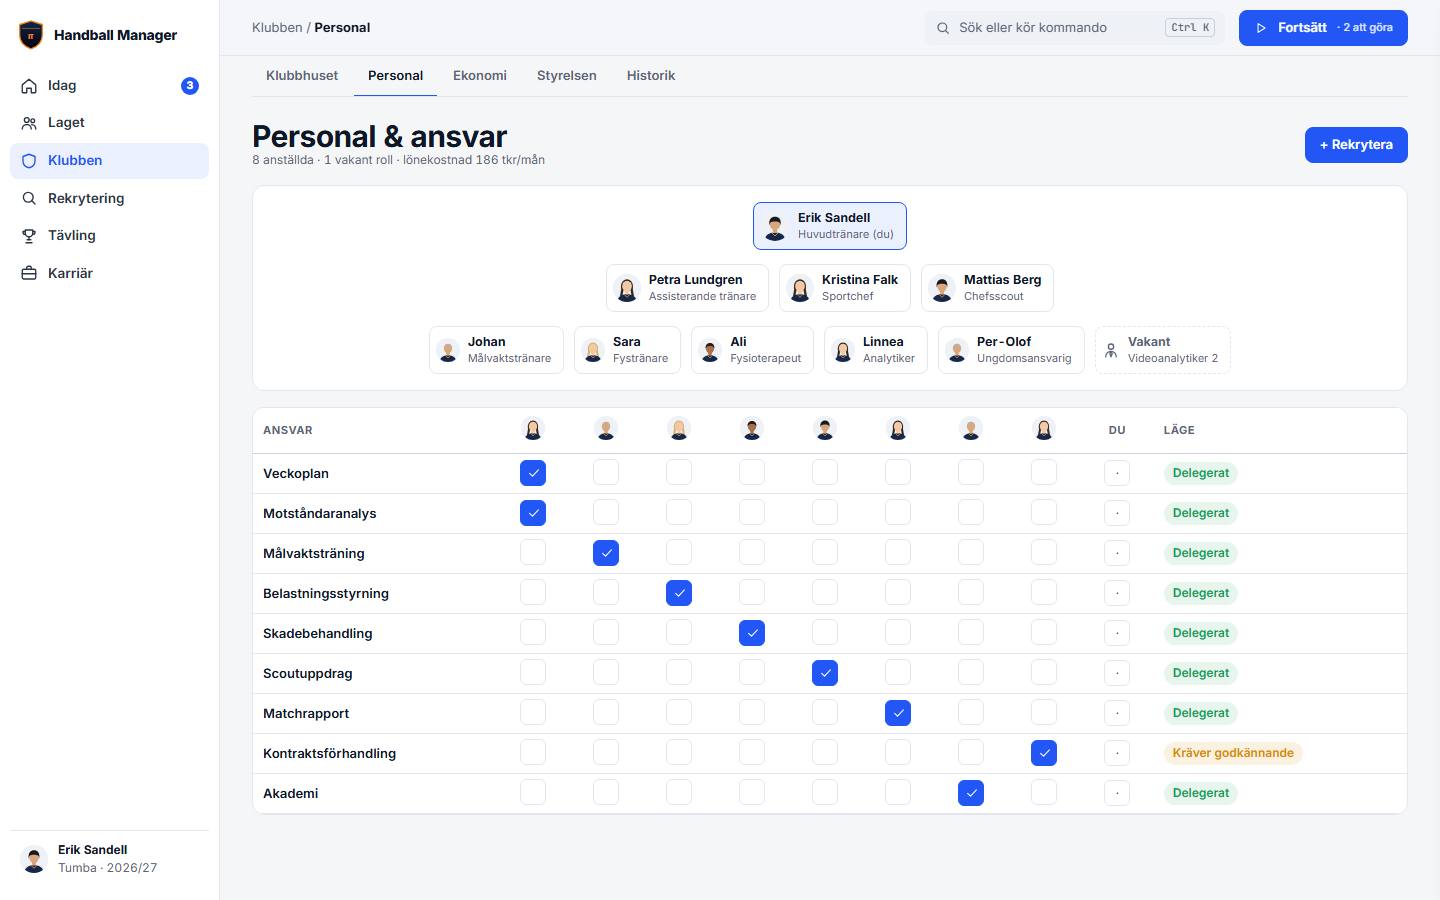 Handball Manager
Idag 3
Laget
Klubben
Rekrytering
Tävling
Karriär
Erik Sandell
Tumba · 2026/27
Klubben / Personal
Sök eller kör kommando Ctrl K
Fortsätt · 2 att göra
Klubbhuset Personal Ekonomi Styrelsen Historik
Personal & ansvar
8 anställda · 1 vakant roll · lönekostnad 186 tkr/mån
+ Rekrytera
Erik Sandell
Huvudtränare (du)
Petra Lundgren
Assisterande tränare
Kristina Falk
Sportchef
Mattias Berg
Chefsscout
Johan
Målvaktstränare
Sara
Fystränare
Ali
Fysioterapeut
Linnea
Analytiker
Per-Olof
Ungdomsansvarig
Vakant
Videoanalytiker 2
ANSVAR DU LÄGE
Veckoplan · Delegerat
Motståndaranalys · Delegerat
Målvaktsträning · Delegerat
Belastningsstyrning · Delegerat
Skadebehandling · Delegerat
Scoutuppdrag · Delegerat
Matchrapport · Delegerat
Kontraktsförhandling · Kräver godkännande
Akademi · Delegerat